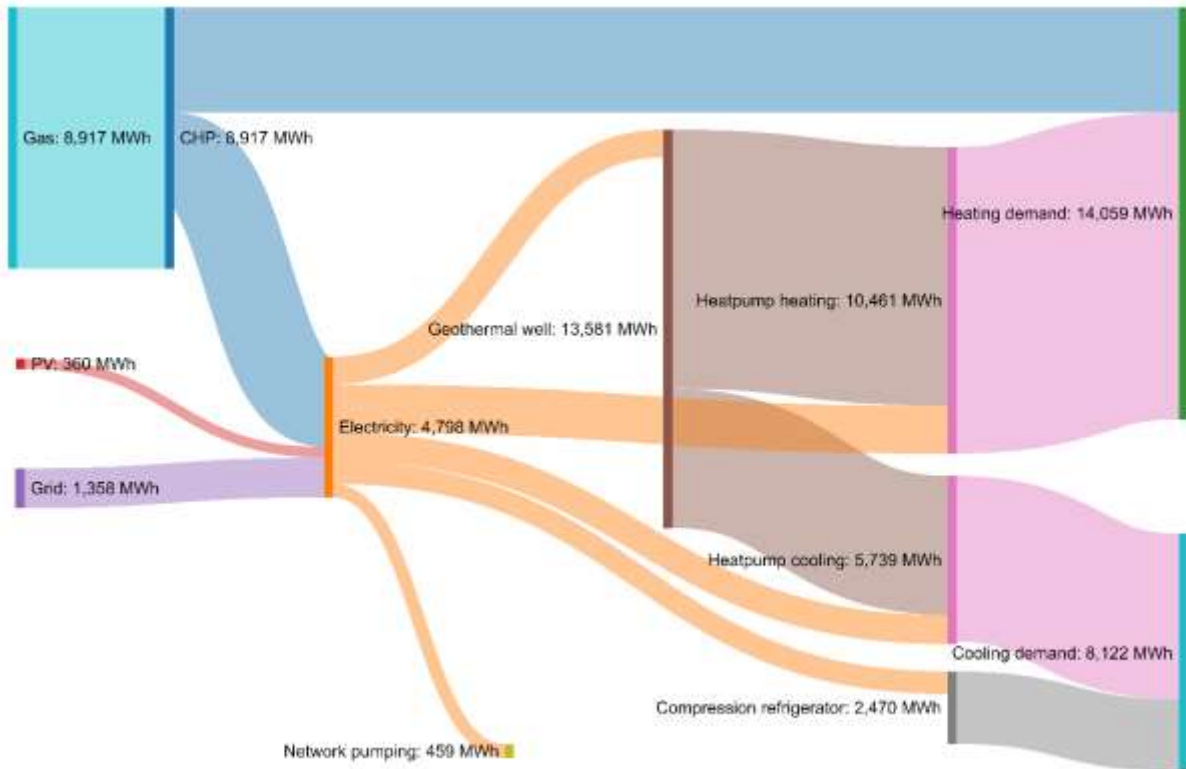 Gas: 8,917 MWh
CHP: 8,917 MWh
Heating demand: 14,059 MWh
Heatpump heating: 10,461 MWh
Geothermal well: 13,581 MWh
PV: 360 MWh
Electricity: 4,798 MWh
Grid: 1,358 MWh
Heatpump cooling: 5,739 MWh
Cooling demand: 8,122 MWh
Compression refrigerator: 2,470 MWh
Network pumping: 459 MWh